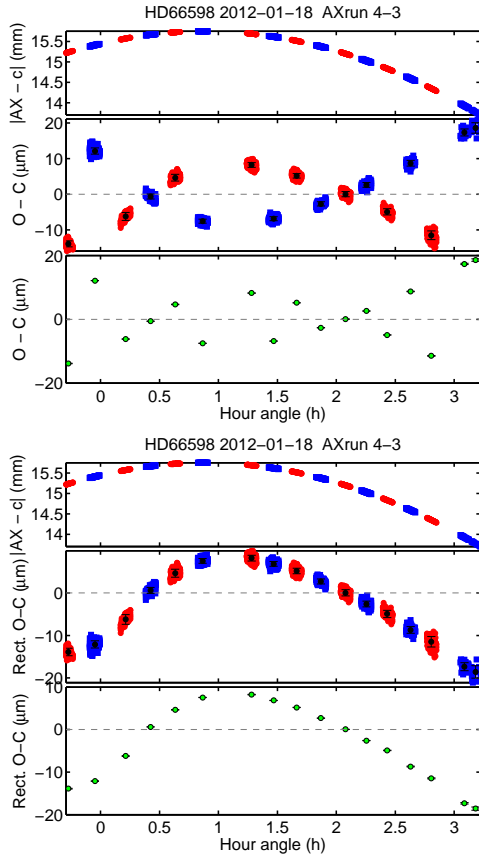 HD66598 2012−01−18 AXrun 4−3
|AX − c| (mm)
15.5
15
14.5
14
O − C (μm)
20
10
0
−10
O − C (μm)
20
0
−20
0 0.5 1 1.5 2 2.5 3
Hour angle (h)
HD66598 2012−01−18 AXrun 4−3
|AX − c| (mm)
15.5
15
14.5
14
Rect. O−C (μm)
0
−10
−20
Rect. O−C (μm)
10
0
−10
−20
0 0.5 1 1.5 2 2.5 3
Hour angle (h)